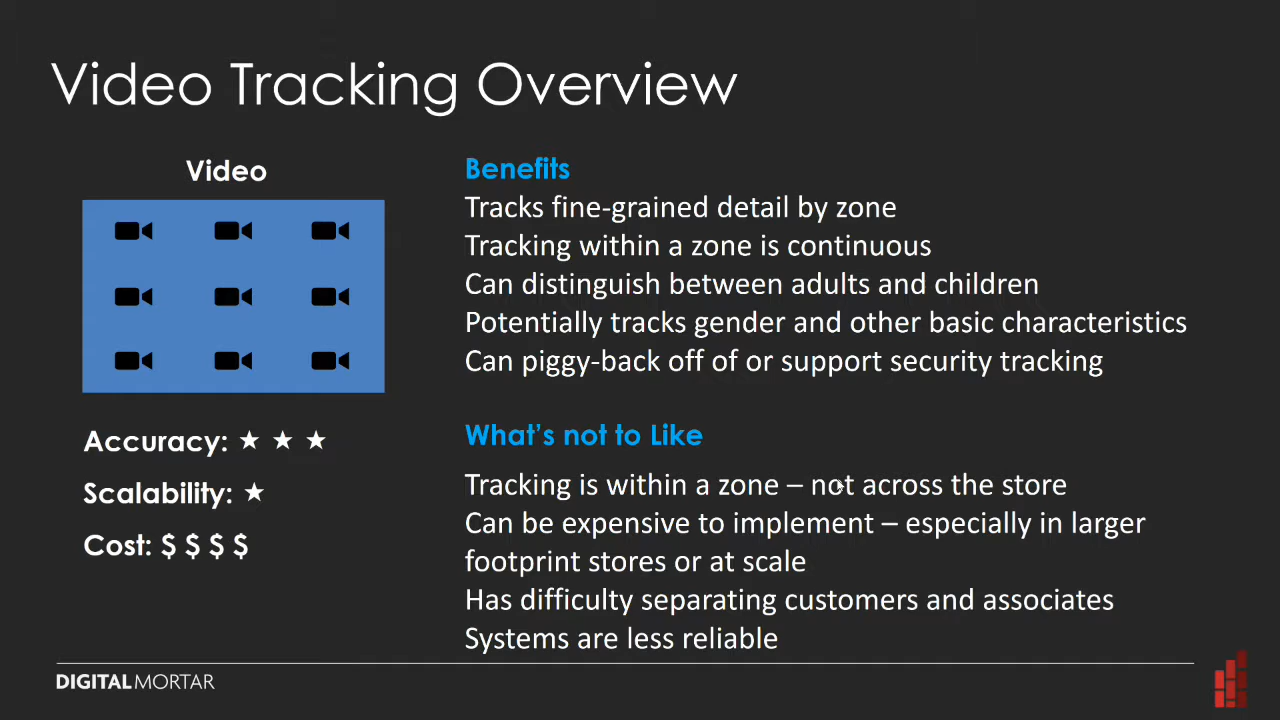 Video Tracking Overview
Video
Accuracy: ★ ★ ★
Scalability: ★
Cost: $ $ $ $
Benefits
Tracks fine-grained detail by zone
Tracking within a zone is continuous
Can distinguish between adults and children
Potentially tracks gender and other basic characteristics
Can piggy-back off of or support security tracking
What's not to Like
Tracking is within a zone – not across the store
Can be expensive to implement – especially in larger
footprint stores or at scale
Has difficulty separating customers and associates
Systems are less reliable
DIGITALMORTAR